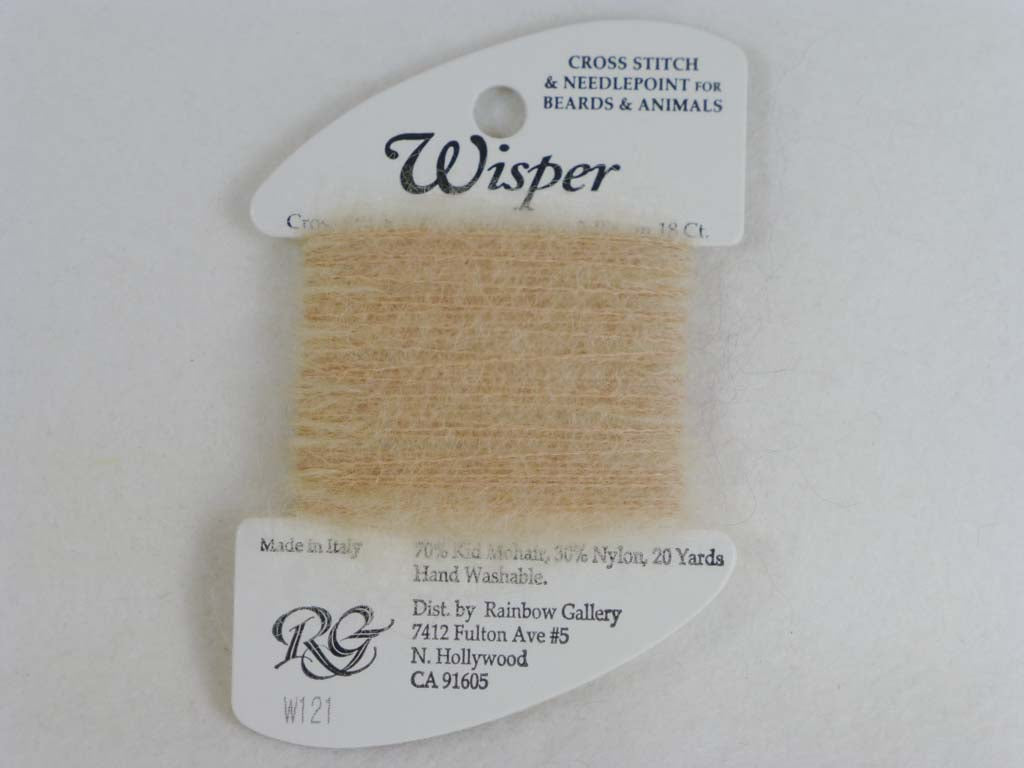 CROSS STITCH
& NEEDLEPOINT FOR
BEARDS & ANIMALS
Wisper
18 Ct.
Made in Italy
70% Kid Mohair, 30% Nylon, 20 Yards
Hand Washable.
RG
Dist. by Rainbow Gallery
7412 Fulton Ave #5
N. Hollywood
CA 91605
W121